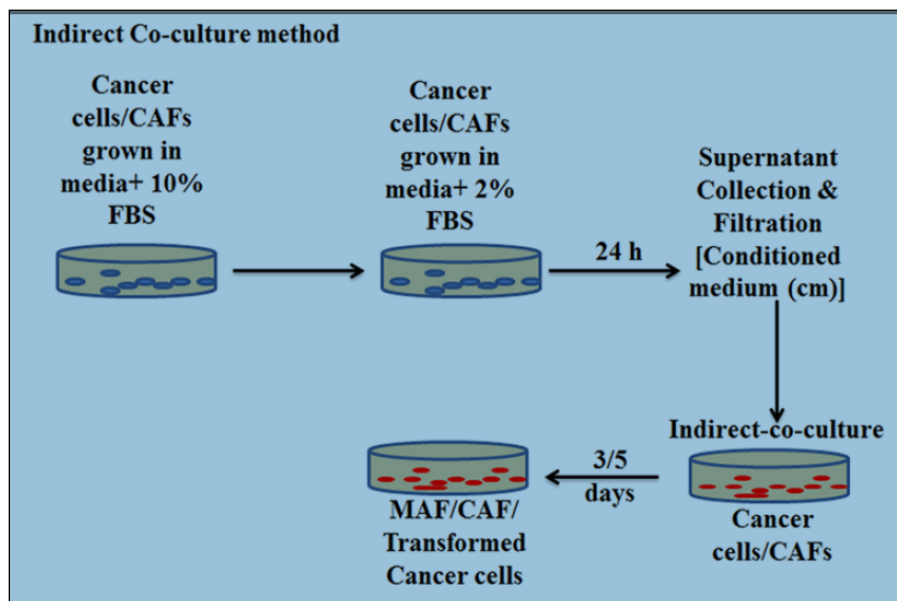 Indirect Co-culture method
Cancer
cells/CAFs
grown in
media+ 10%
FBS
Cancer
cells/CAFs
grown in
media+ 2%
FBS
24 h
Supernatant
Collection &
Filtration
[Conditioned
medium (cm)]
Indirect-co-culture
Cancer
cells/CAFs
3/5
days
MAF/CAF/
Transformed
Cancer cells